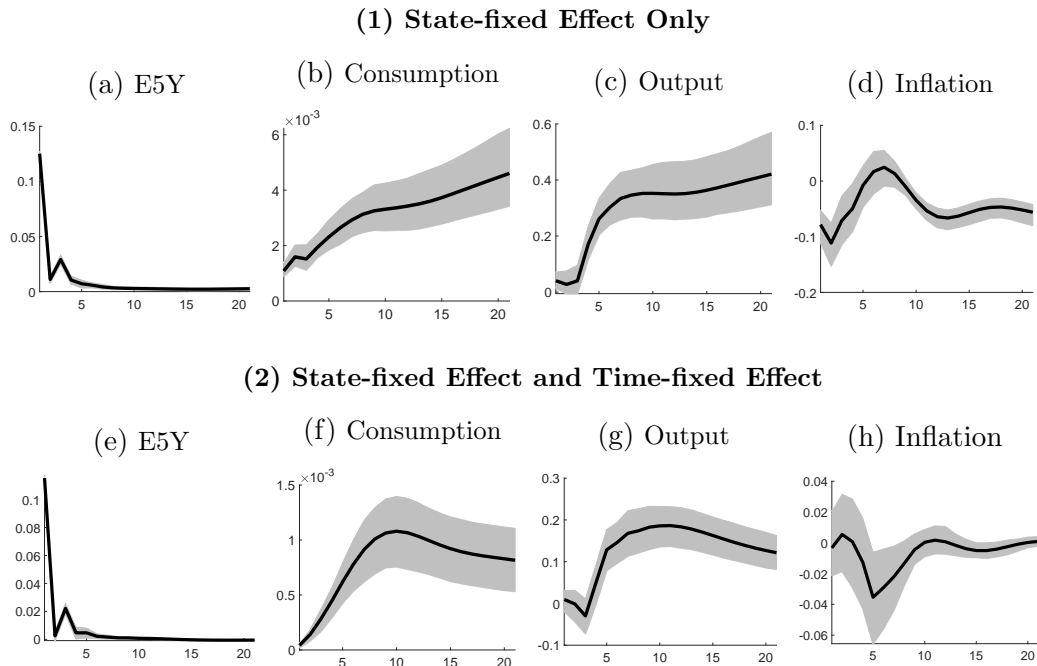 (1) State-fixed Effect Only
(a) E5Y
(b) Consumption
(c) Output
(d) Inflation
0.15
0.1
0.05
0
5 10 15 20
×10⁻³
6
4
2
0
5 10 15 20
0.6
0.4
0.2
0
5 10 15 20
0.1
0
-0.1
-0.2
5 10 15 20
(2) State-fixed Effect and Time-fixed Effect
(e) E5Y
(f) Consumption
(g) Output
(h) Inflation
0.1
0.08
0.06
0.04
0.02
0
5 10 15 20
×10⁻³
1.5
1
0.5
0
5 10 15 20
0.3
0.2
0.1
0
-0.1
5 10 15 20
0.04
0.02
0
-0.02
-0.04
-0.06
5 10 15 20